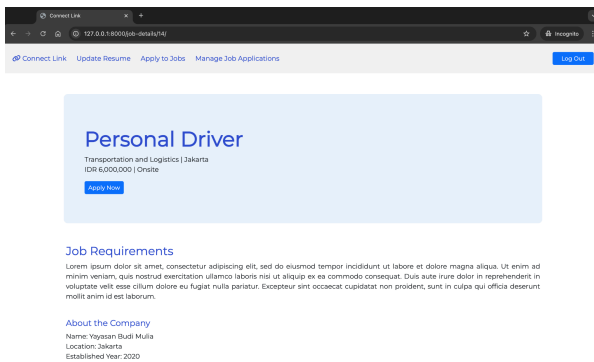 Connect Link
127.0.0.1:8000/job-details/14/
Incognito
Connect Link Update Resume Apply to Jobs Manage Job Applications Log Out
Personal Driver
Transportation and Logistics | Jakarta
IDR 6,000,000 | Onsite
Apply Now
Job Requirements
Lorem ipsum dolor sit amet, consectetur adipiscing elit, sed do eiusmod tempor incididunt ut labore et dolore magna aliqua. Ut enim ad
minim veniam, quis nostrud exercitation ullamco laboris nisi ut aliquip ex ea commodo consequat. Duis aute irure dolor in reprehenderit in
voluptate velit esse cillum dolore eu fugiat nulla pariatur. Excepteur sint occaecat cupidatat non proident, sunt in culpa qui officia deserunt
mollit anim id est laborum.
About the Company
Name: Yayasan Budi Mulia
Location: Jakarta
Established Year: 2020